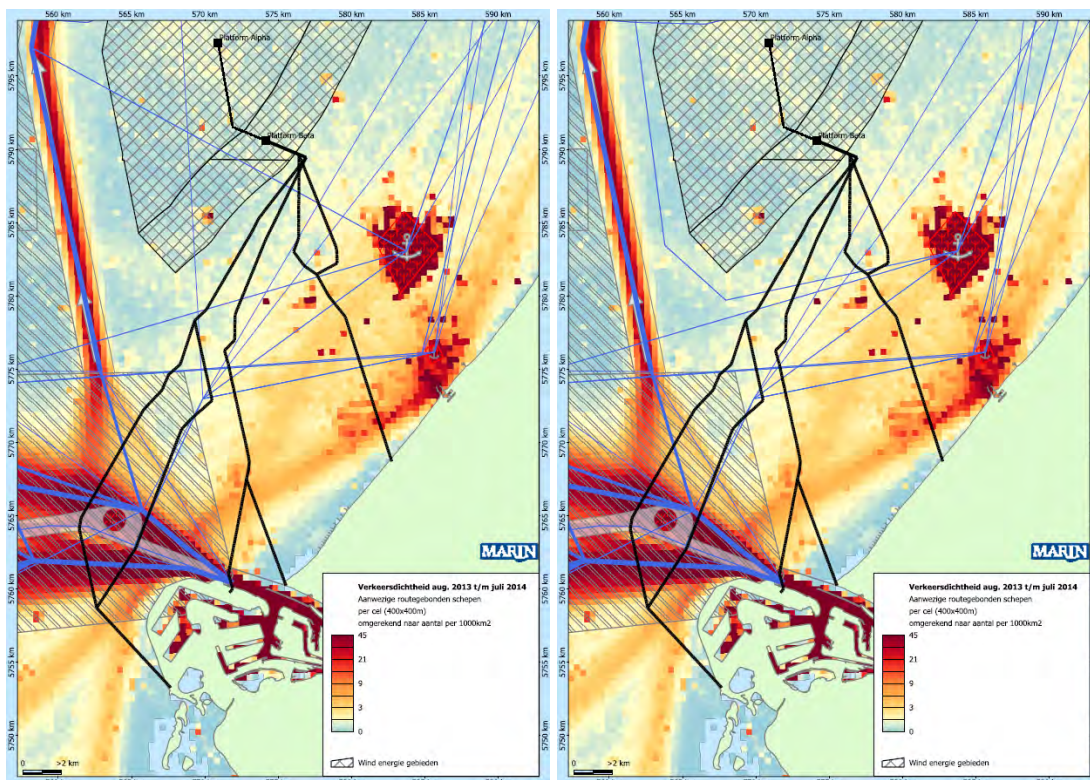 560 km 565 km 570 km 575 km 580 km 585 km 590 km
5795 km
5790 km
5785 km
5780 km
5775 km
5770 km
5765 km
5760 km
5755 km
5750 km
Platform Alpha
Platform Beta
MARIN
Verkeersdichtheid aug. 2013 t/m juli 2014
Aanwezige routegebonden schepen
per cel (400x400m)
omgerekend naar aantal per 1000km2
45
21
9
3
0
Wind energie gebieden
0 >2 km
560 km 565 km 570 km 575 km 580 km 585 km 590 km
5795 km
5790 km
5785 km
5780 km
5775 km
5770 km
5765 km
5760 km
5755 km
5750 km
Platform Alpha
Platform Beta
MARIN
Verkeersdichtheid aug. 2013 t/m juli 2014
Aanwezige routegebonden schepen
per cel (400x400m)
omgerekend naar aantal per 1000km2
45
21
9
3
0
Wind energie gebieden
0 >2 km